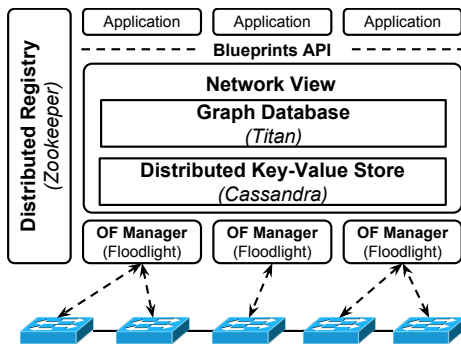 Distributed Registry
(Zookeeper)
Application
Application
Application
Blueprints API
Network View
Graph Database
(Titan)
Distributed Key-Value Store
(Cassandra)
OF Manager
(Floodlight)
OF Manager
(Floodlight)
OF Manager
(Floodlight)